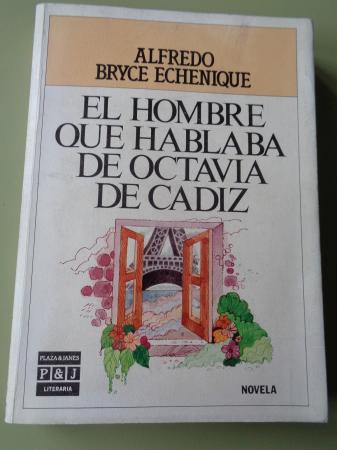 ALFREDO
BRYCE ECHENIQUE
EL HOMBRE
QUE HABLABA
DE OCTAVIA
DE CADIZ
PLAZA & JANES
P & J
LITERARIA
NOVELA